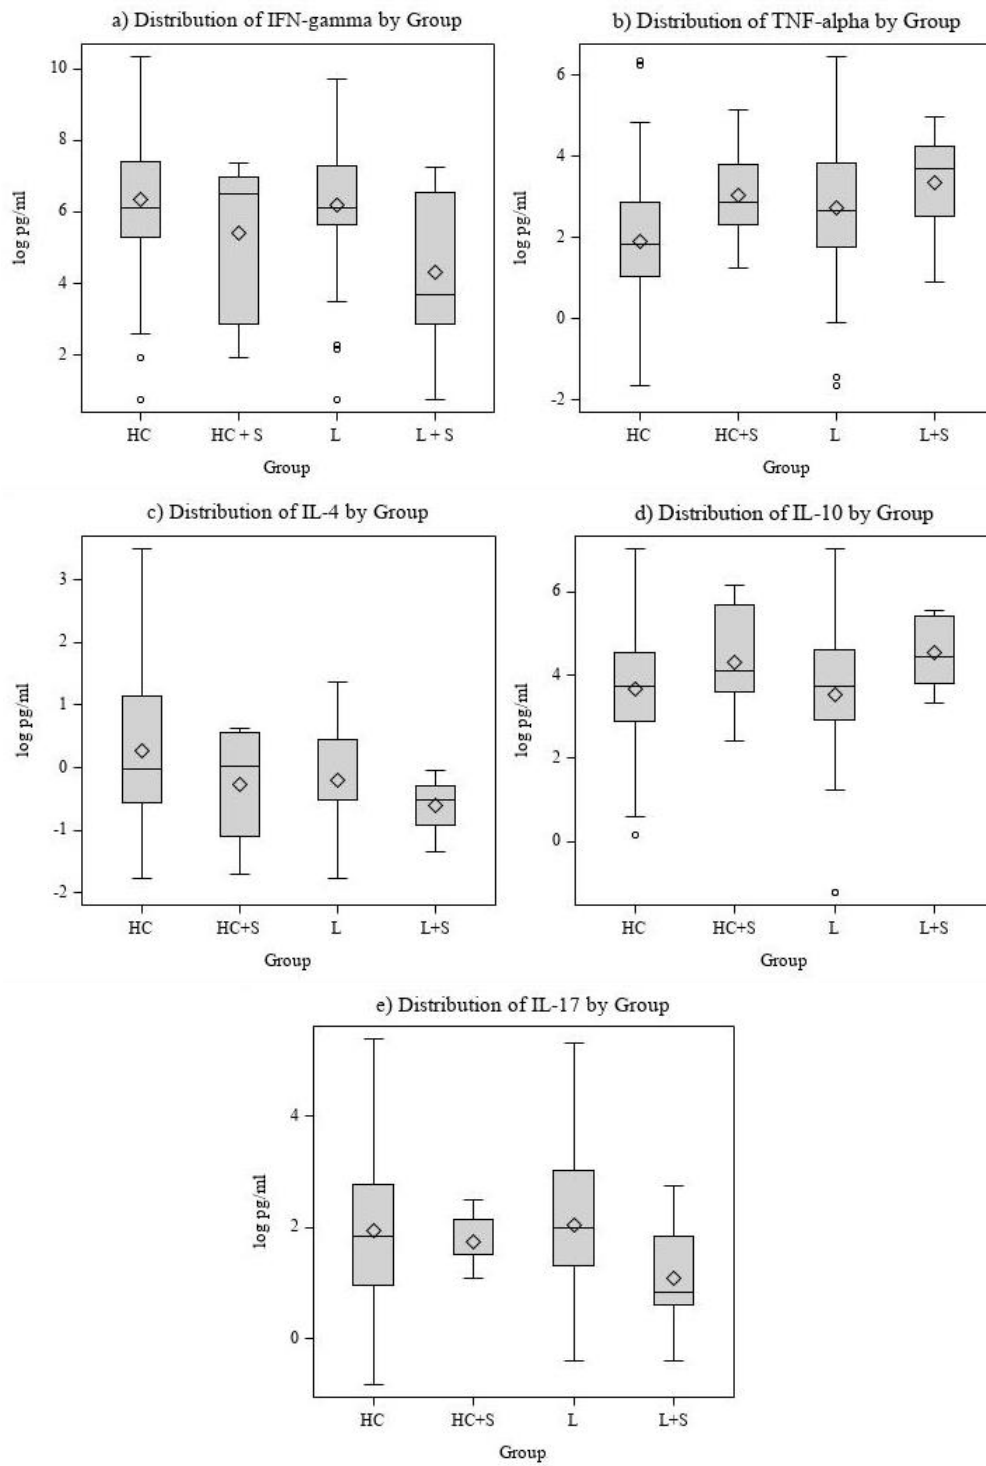 a) Distribution of IFN-gamma by Group
10
8
6
4
2
log pg/ml
HC
HC + S
L
L + S
Group
b) Distribution of TNF-alpha by Group
6
4
2
0
-2
log pg/ml
HC
HC+S
L
L+S
Group
c) Distribution of IL-4 by Group
3
2
1
0
-1
-2
log pg/ml
HC
HC+S
L
L+S
Group
d) Distribution of IL-10 by Group
6
4
2
0
log pg/ml
HC
HC+S
L
L+S
Group
e) Distribution of IL-17 by Group
4
2
0
log pg/ml
HC
HC+S
L
L+S
Group